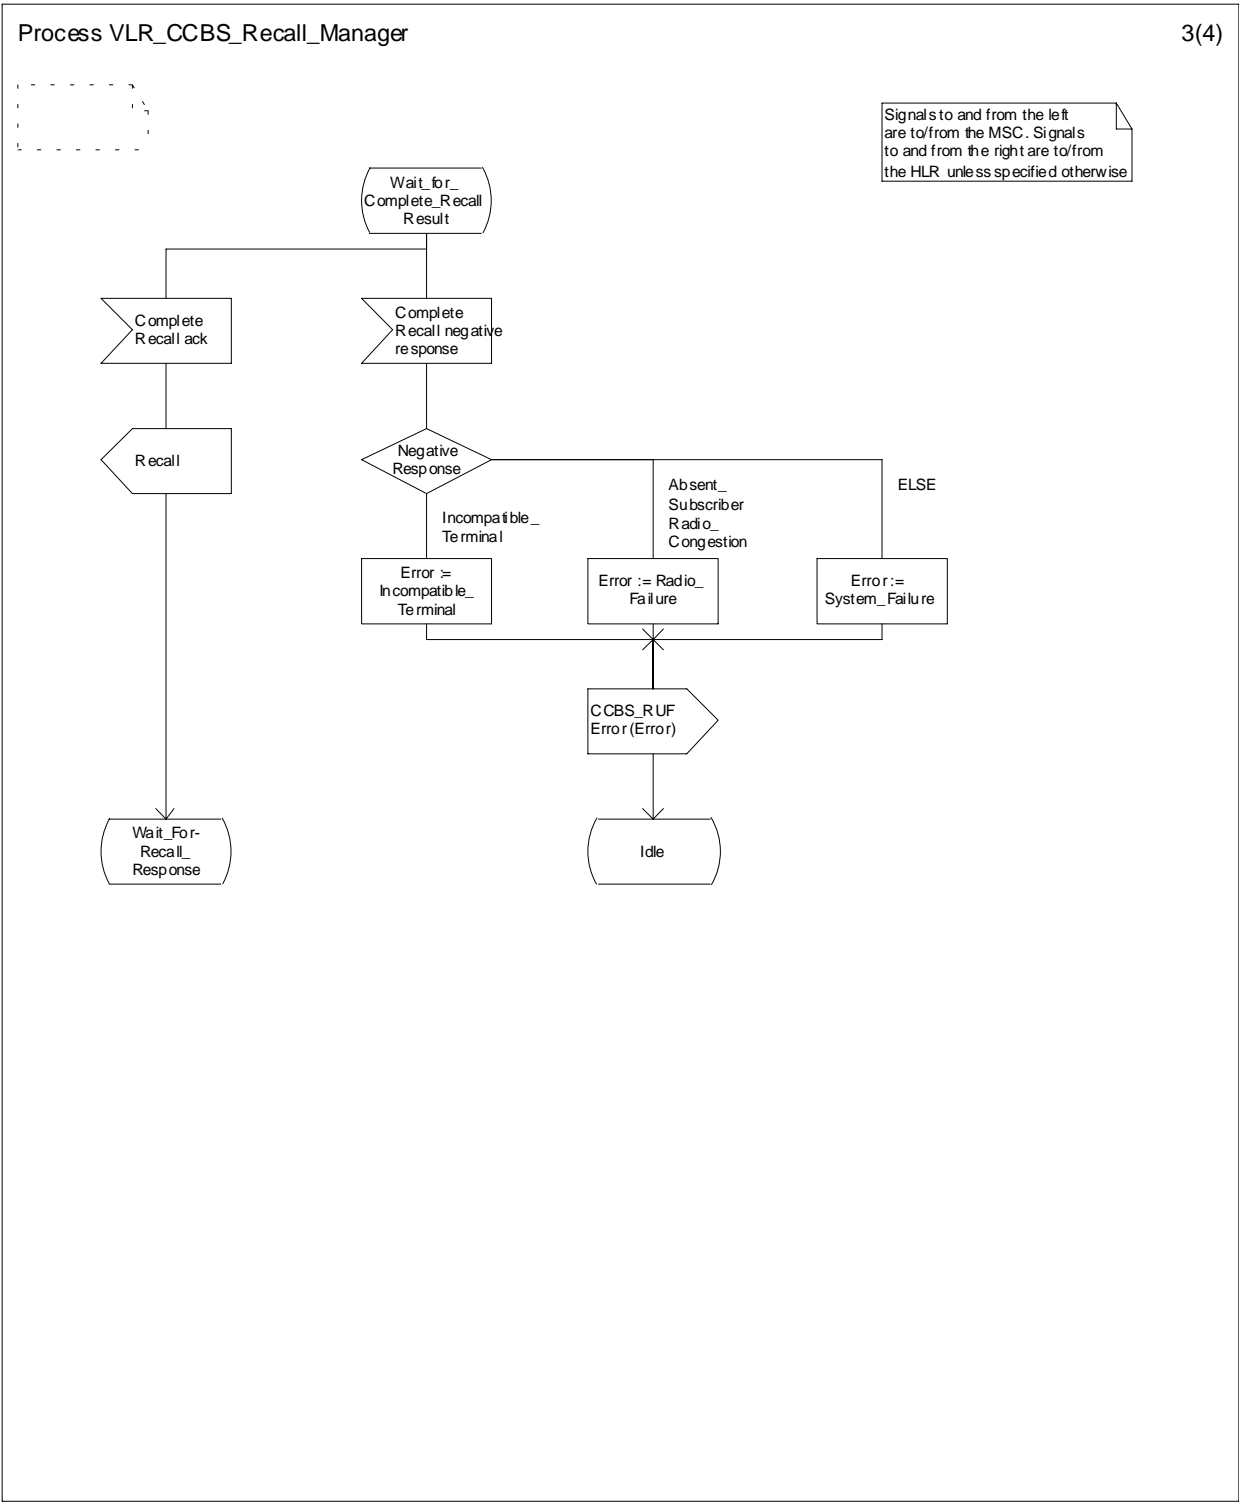 Process VLR_CCBS_Recall_Manager
3(4)
Signals to and from the left
are to/from the MSC. Signals
to and from the right are to/from
the HLR unless specified otherwise
Wait_for_
Complete_Recall
Result
Complete
Recall ack
Complete
Recall negative
response
Recall
Negative
Response
Incompatible_
Terminal
Absent_
Subscriber
Radio_
Congestion
ELSE
Error :=
Incompatible_
Terminal
Error := Radio_
Failure
Error :=
System_Failure
CCBS_RUF
Error (Error)
Wait_For-
Recall_
Response
Idle